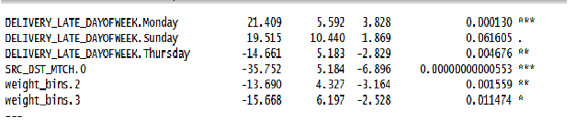 DELIVERY_LATE_DAYOFWEEK.Monday 21.409 5.592 3.828 0.000130 ***
DELIVERY_LATE_DAYOFWEEK.Sunday 19.515 10.440 1.869 0.061605 .
DELIVERY_LATE_DAYOFWEEK.Thursday -14.661 5.183 -2.829 0.004676 **
SRC_DST_MTCH.0 -35.752 5.184 -6.896 0.00000000000553 ***
weight_bins.2 -13.690 4.327 -3.164 0.001559 **
weight_bins.3 -15.668 6.197 -2.528 0.011474 *